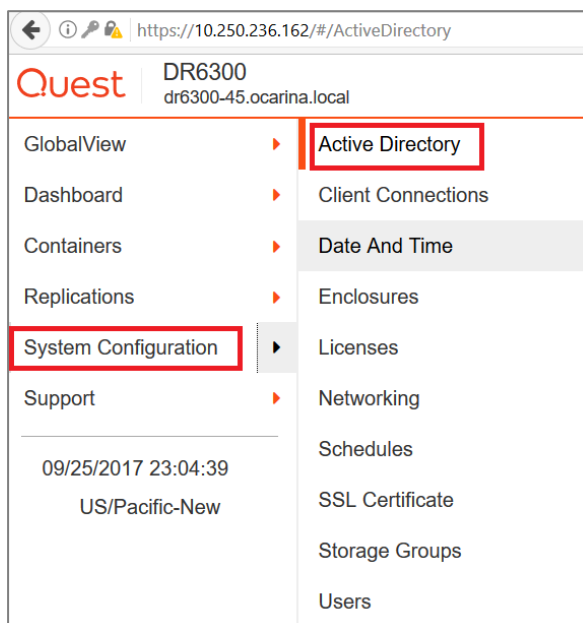 https://10.250.236.162/#/ActiveDirectory
Quest
DR6300
dr6300-45.ocarina.local
GlobalView
Dashboard
Containers
Replications
System Configuration
Support
09/25/2017 23:04:39
US/Pacific-New
Active Directory
Client Connections
Date And Time
Enclosures
Licenses
Networking
Schedules
SSL Certificate
Storage Groups
Users